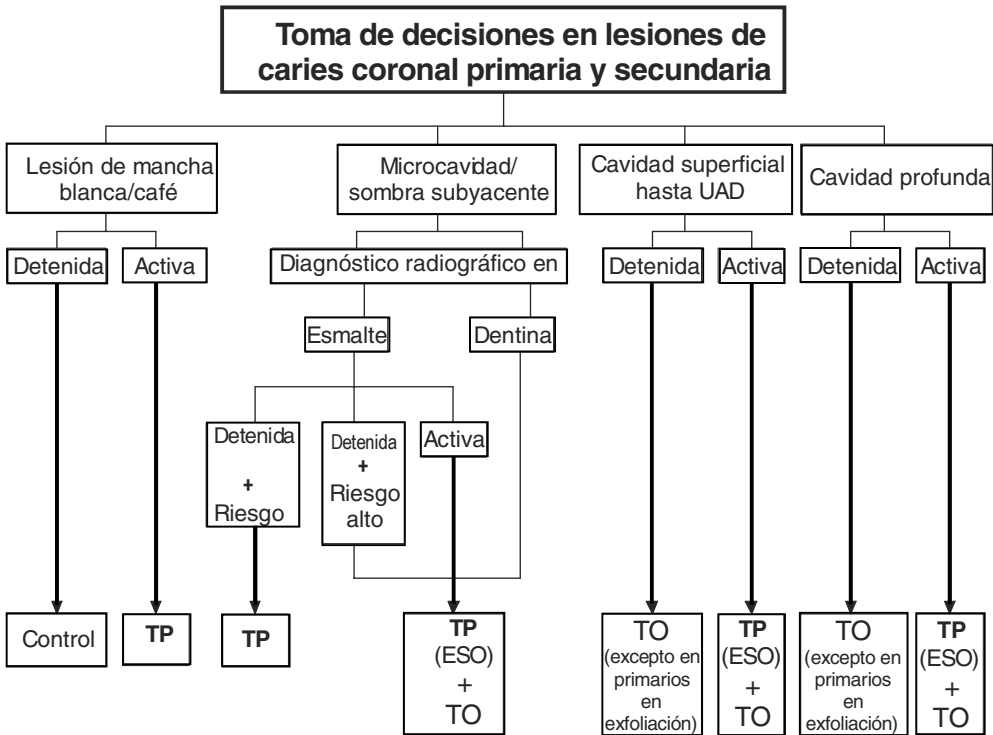 Toma de decisiones en lesiones de
caries coronal primaria y secundaria
Lesión de mancha
blanca/café
Microcavidad/
sombra subyacente
Cavidad superficial
hasta UAD
Cavidad profunda
Detenida
Activa
Diagnóstico radiográfico en
Detenida
Activa
Detenida
Activa
Esmalte
Dentina
Detenida
+
Riesgo
Detenida
+
Riesgo
alto
Activa
Control
TP
TP
TP
(ESO)
+
TO
TO
(excepto en
primarios
en
exfoliación)
TP
(ESO)
+
TO
TO
(excepto en
primarios
en
exfoliación)
TP
(ESO)
+
TO